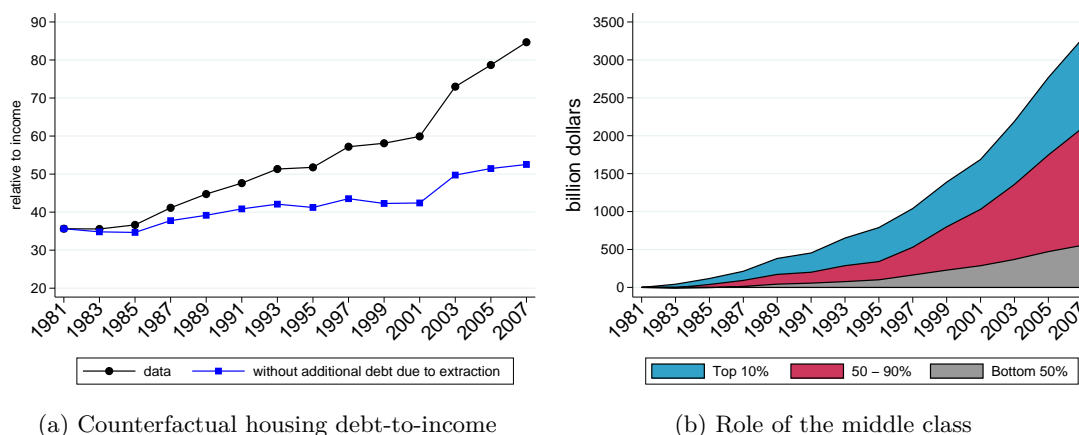 90
80
70
60
50
40
30
20
relative to income
1981 1983 1985 1987 1989 1991 1993 1995 1997 1999 2001 2003 2005 2007
data without additional debt due to extraction
(a) Counterfactual housing debt-to-income
3500
3000
2500
2000
1500
1000
500
0
billion dollars
1981 1983 1985 1987 1989 1991 1993 1995 1997 1999 2001 2003 2005 2007
Top 10% 50 − 90% Bottom 50%
(b) Role of the middle class